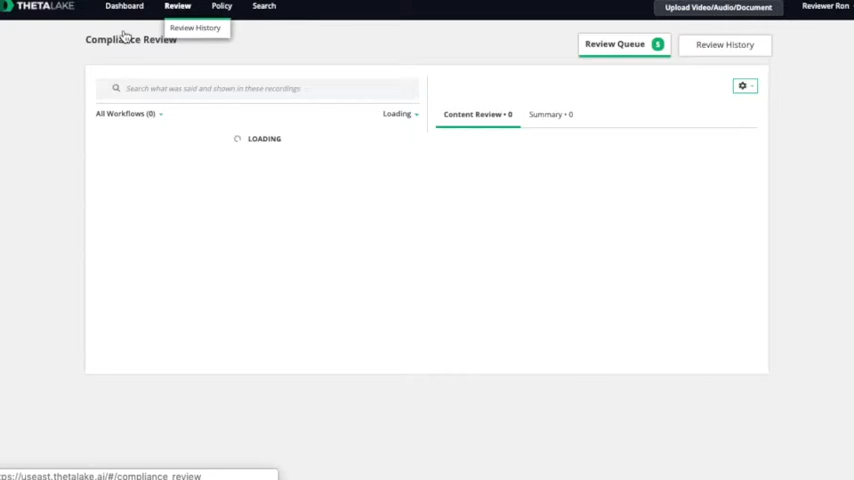 THETALAKE Dashboard Review Policy Search Upload Video/Audio/Document Reviewer Ron
Review History
Compliance Review
Review Queue 5 Review History
Search what was said and shown in these recordings
All Workflows (0) Loading
Content Review • 0 Summary • 0
LOADING
ps://useast.thetalake.ai/#/compliance_review